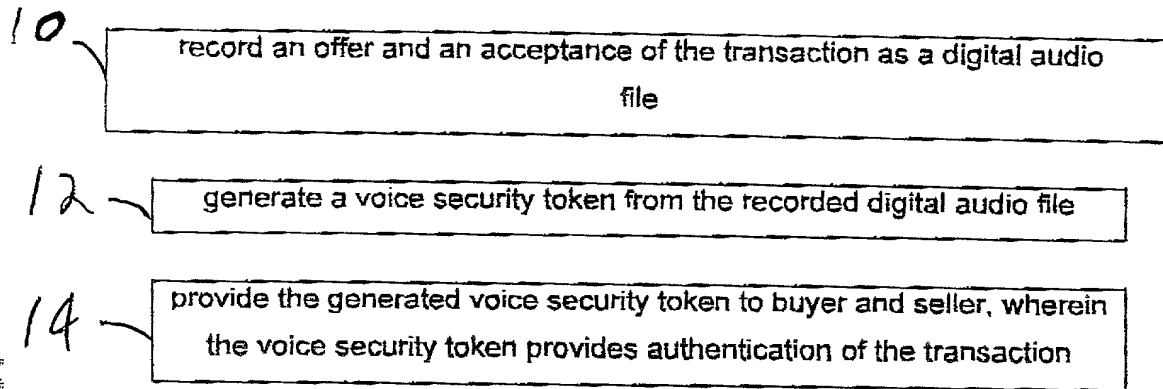 10
record an offer and an acceptance of the transaction as a digital audio
file
12
generate a voice security token from the recorded digital audio file
14
provide the generated voice security token to buyer and seller, wherein
the voice security token provides authentication of the transaction